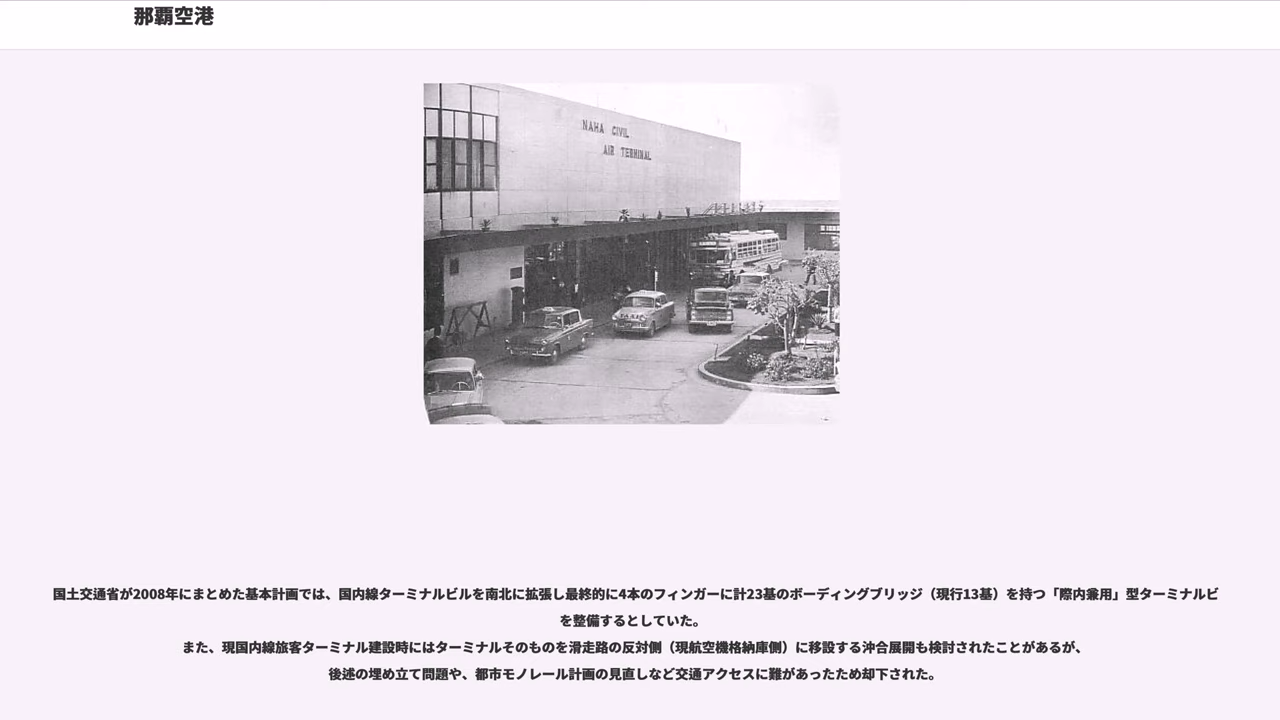 那覇空港
NAHA CIVIL
AIR TERMINAL
国土交通省が2008年にまとめた基本計画では、国内線ターミナルビルを南北に拡張し最終的に4本のフィンガーに計23基のボーディングブリッジ（現行13基）を持つ「際内兼用」型ターミナルビ
を整備するとしていた。
また、現国内線旅客ターミナル建設時にはターミナルそのものを滑走路の反対側（現航空機格納庫側）に移設する沖合展開も検討されたことがあるが、
後述の埋め立て問題や、都市モノレール計画の見直しなど交通アクセスに難があったため却下された。